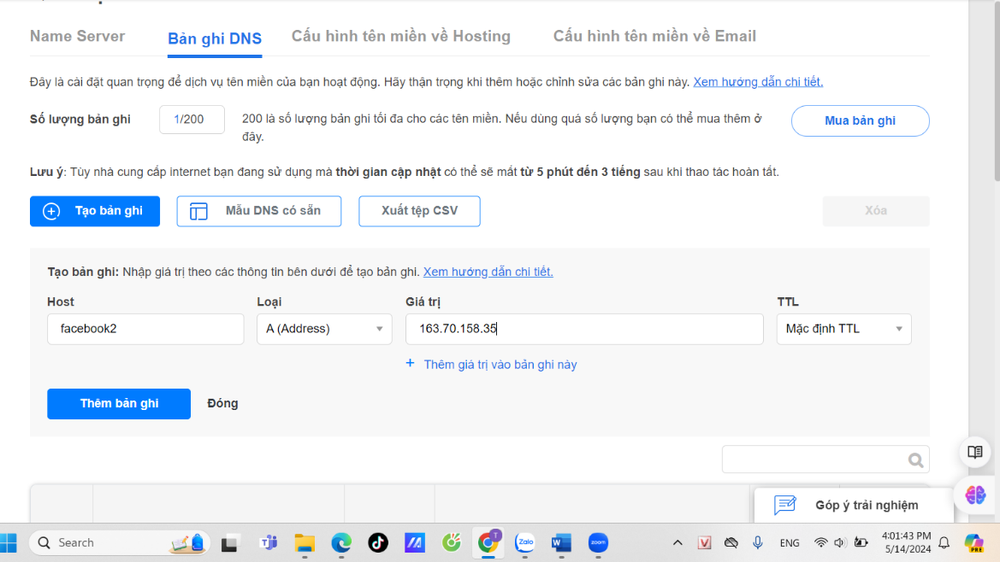 Name Server
Bản ghi DNS
Cấu hình tên miền về Hosting
Cấu hình tên miền về Email
Đây là cài đặt quan trọng để dịch vụ tên miền của bạn hoạt động. Hãy thận trọng khi thêm hoặc chỉnh sửa các bản ghi này. Xem hướng dẫn chi tiết.
Số lượng bản ghi
1/200
200 là số lượng bản ghi tối đa cho các tên miền. Nếu dùng quá số lượng bạn có thể mua thêm ở
đây.
Mua bản ghi
Lưu ý: Tùy nhà cung cấp internet bạn đang sử dụng mà thời gian cập nhật có thể sẽ mất từ 5 phút đến 3 tiếng sau khi thao tác hoàn tất.
Tạo bản ghi
Mẫu DNS có sẵn
Xuất tệp CSV
Xóa
Tạo bản ghi: Nhập giá trị theo các thông tin bên dưới để tạo bản ghi. Xem hướng dẫn chi tiết.
Host
Loại
Giá trị
TTL
facebook2
A (Address)
163.70.158.35
Mặc định TTL
+ Thêm giá trị vào bản ghi này
Thêm bản ghi
Đóng
Góp ý trải nghiệm
Search
Zalo
zoom
ENG
4:01:43 PM
5/14/2024
PRE